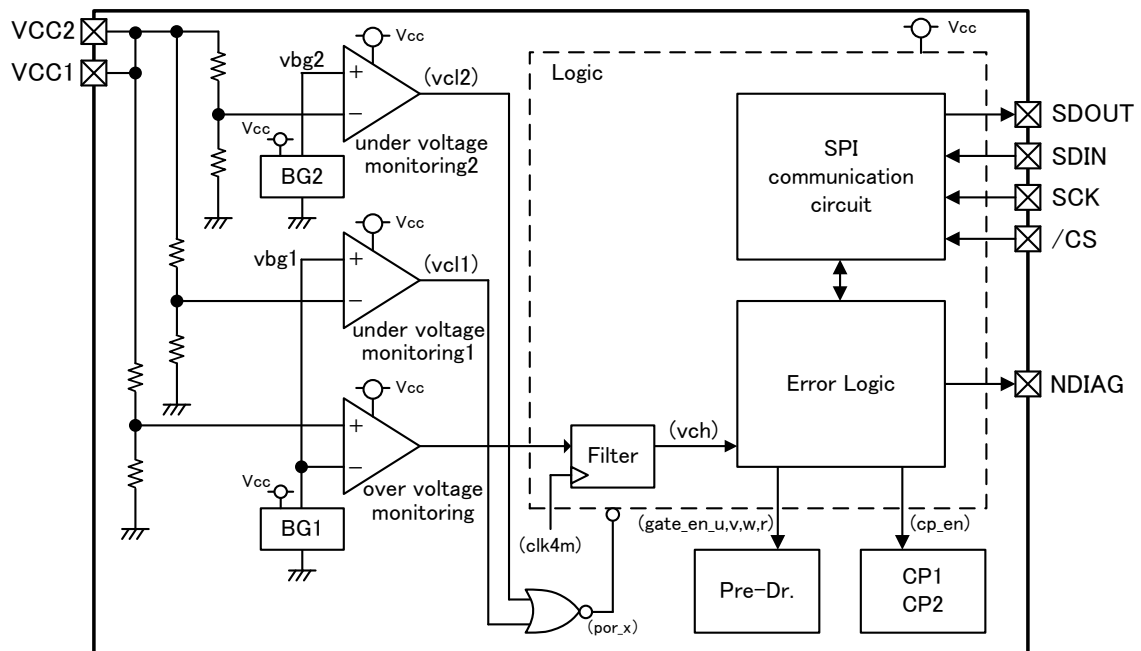 VCC2
VCC1
Vcc
vbg2
+
−
(vcl2)
under voltage
monitoring2
Vcc
BG2
Vcc
vbg1
+
−
(vcl1)
under voltage
monitoring1
Vcc
+
−
over voltage
monitoring
Vcc
BG1
Logic
Vcc
SPI
communication
circuit
SDOUT
SDIN
SCK
/CS
Error Logic
NDIAG
Filter
(vch)
(clk4m)
(gate_en_u,v,w,r)
(cp_en)
(por_x)
Pre-Dr.
CP1
CP2